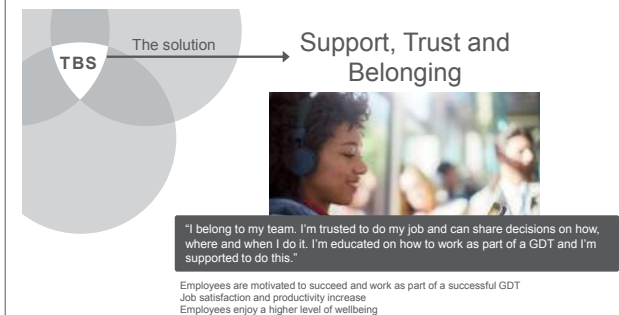 The solution
TBS
Support, Trust and
Belonging
“I belong to my team. I’m trusted to do my job and can share decisions on how,
where and when I do it. I’m educated on how to work as part of a GDT and I’m
supported to do this.”
Employees are motivated to succeed and work as part of a successful GDT
Job satisfaction and productivity increase
Employees enjoy a higher level of wellbeing